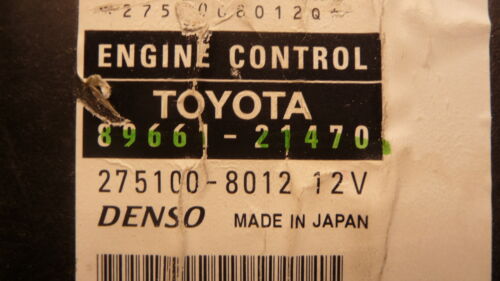 ENGINE CONTROL
TOYOTA
89661-21470
275100-8012 12V
DENSO MADE IN JAPAN